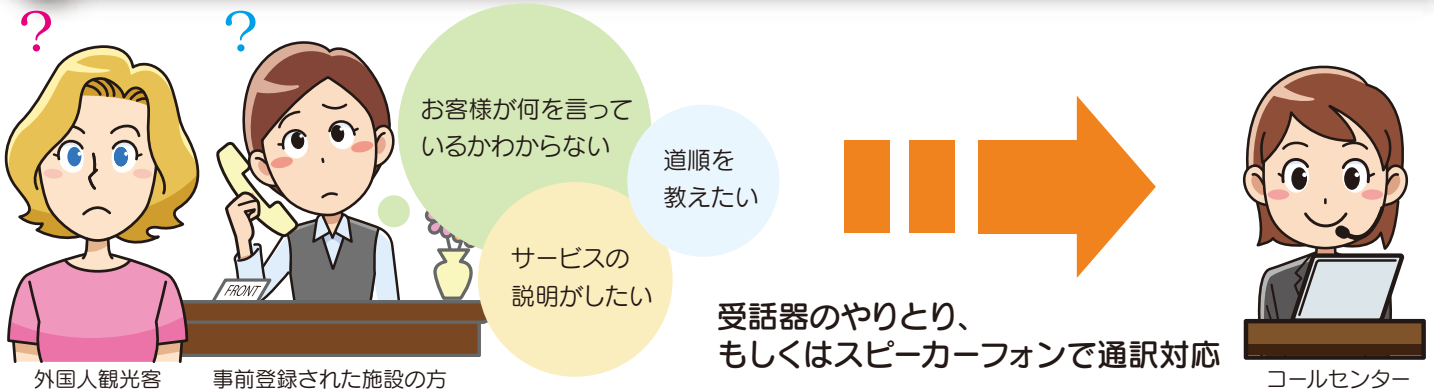 ?
?
お客様が何を言って
いるかわからない
道順を
教えたい
サービスの
説明がしたい
FRONT
受話器のやりとり、
もしくはスピーカーフォンで通訳対応
外国人観光客
事前登録された施設の方
コールセンター